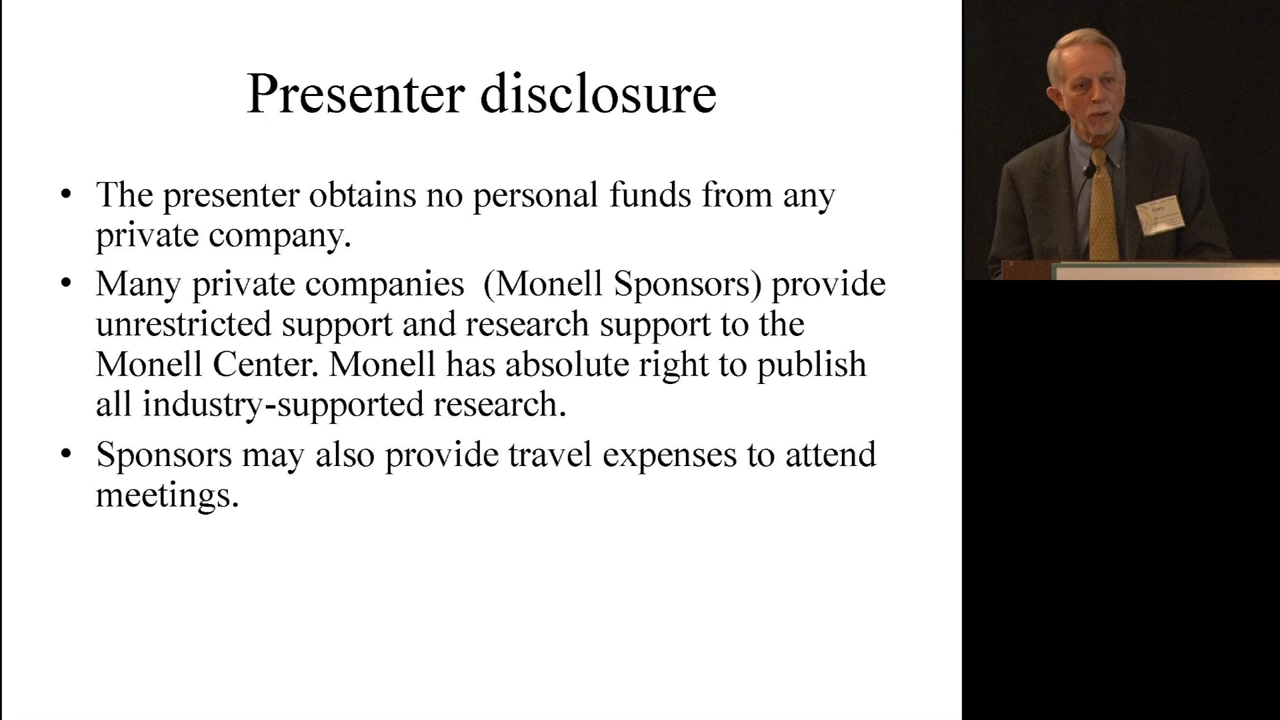 Presenter disclosure
• The presenter obtains no personal funds from any
private company.
• Many private companies  (Monell Sponsors) provide
unrestricted support and research support to the
Monell Center. Monell has absolute right to publish
all industry-supported research.
• Sponsors may also provide travel expenses to attend
meetings.